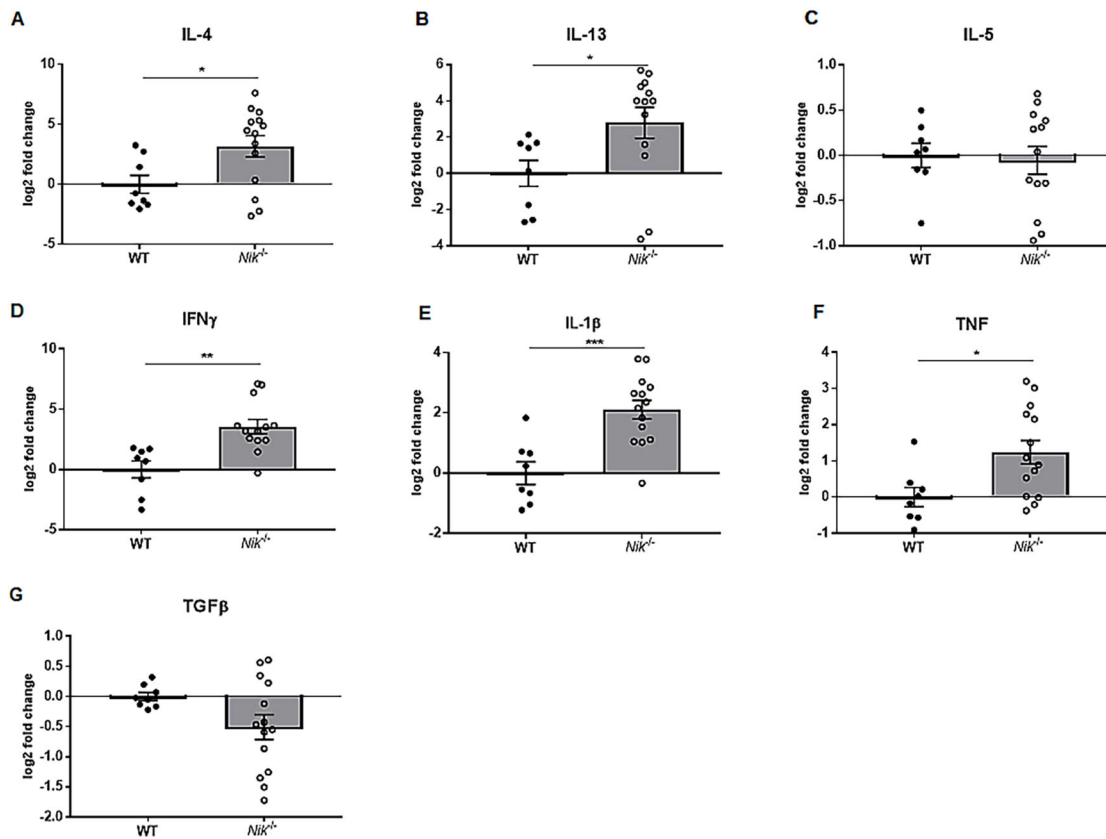 A
IL-4
*
log2 fold change
10
5
0
-5
WT
Nik-/-
B
IL-13
*
log2 fold change
6
4
2
0
-2
-4
WT
Nik-/-
C
IL-5
log2 fold change
1.0
0.5
0.0
-0.5
-1.0
WT
Nik-/-
D
IFNγ
**
log2 fold change
10
5
0
-5
WT
Nik-/-
E
IL-1β
***
log2 fold change
4
2
0
-2
WT
Nik-/-
F
TNF
*
log2 fold change
4
3
2
1
0
-1
WT
Nik-/-
G
TGFβ
log2 fold change
1.0
0.5
0.0
-0.5
-1.0
-1.5
-2.0
WT
Nik-/-